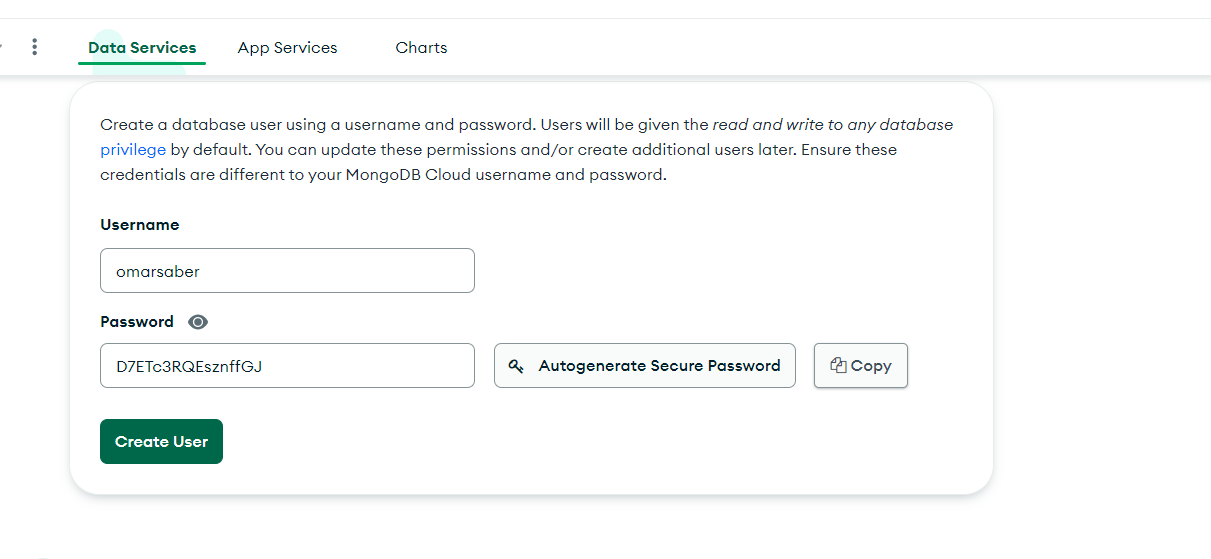 Data Services App Services Charts
Create a database user using a username and password. Users will be given the read and write to any database
privilege by default. You can update these permissions and/or create additional users later. Ensure these
credentials are different to your MongoDB Cloud username and password.
Username
omarsaber
Password
D7ETc3RQEsznffGJ Autogenerate Secure Password Copy
Create User